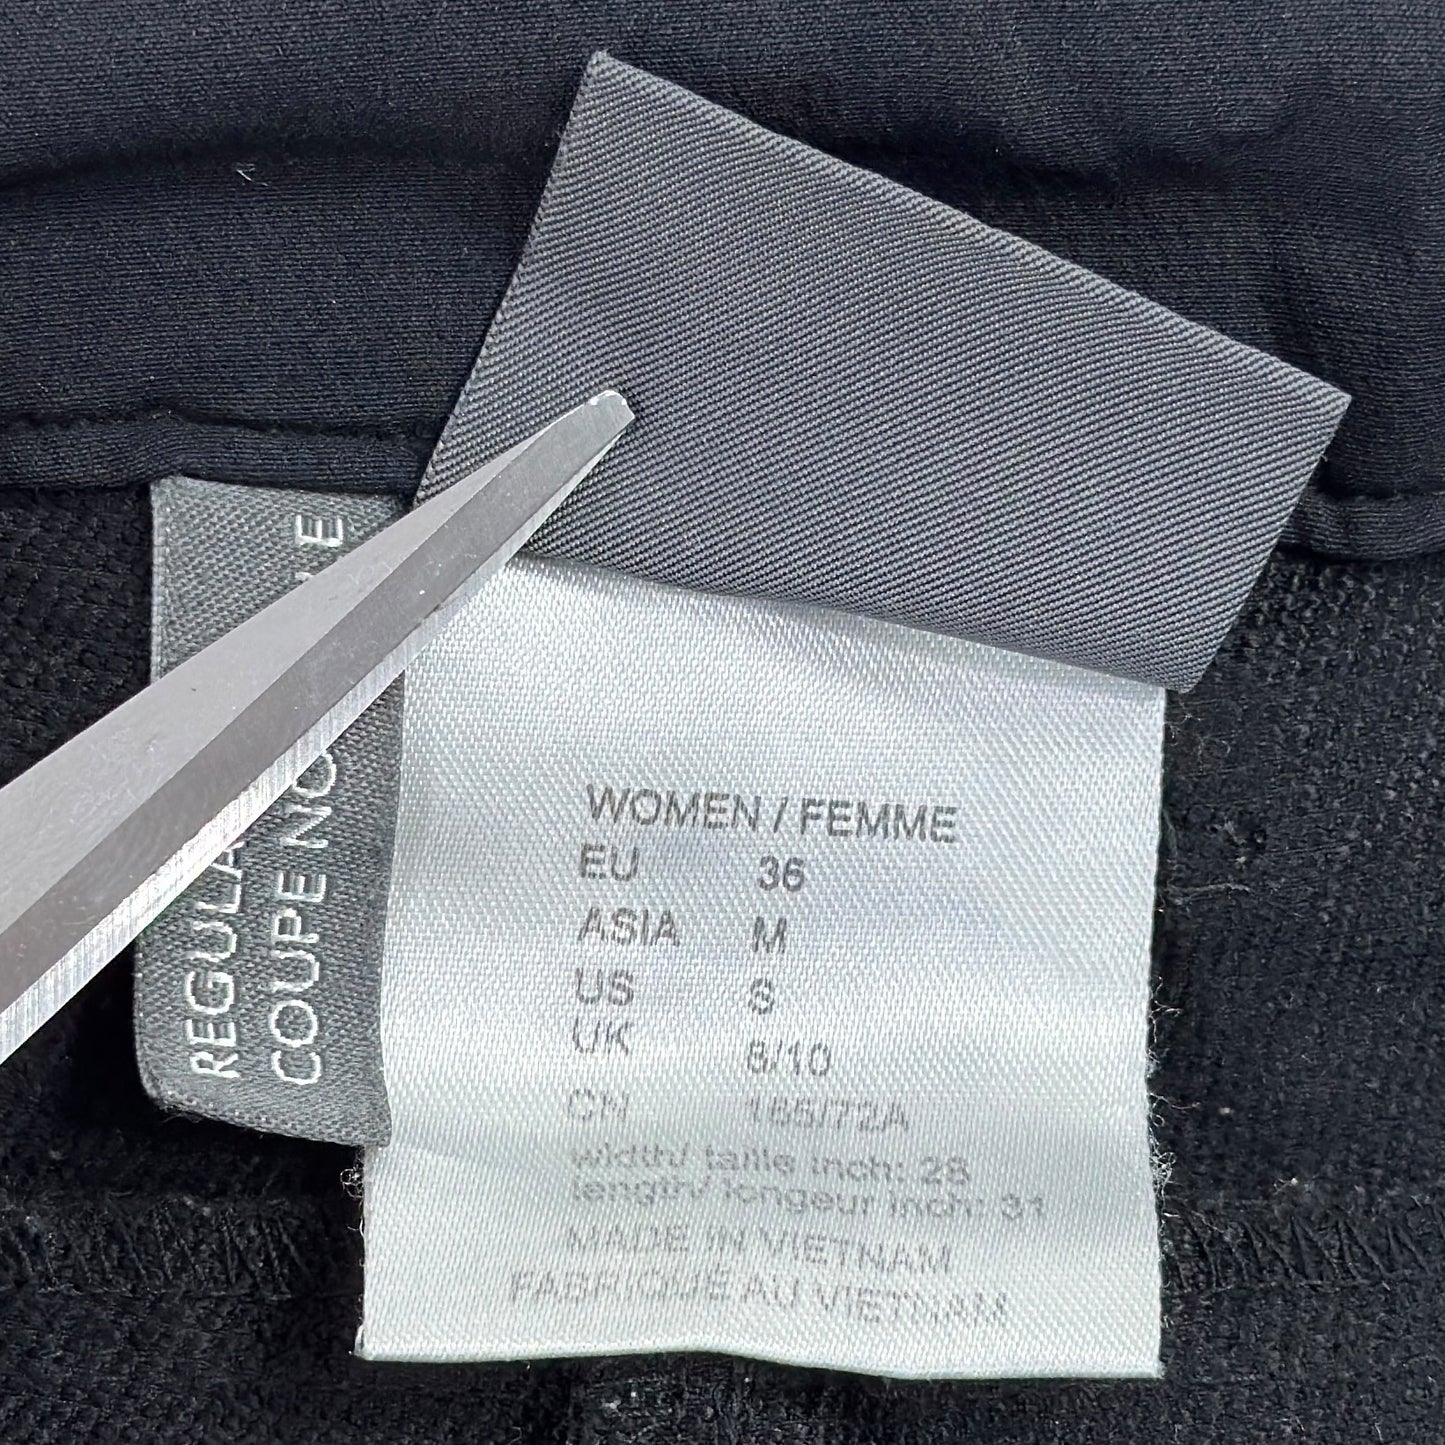 REGULA
COUPE NO E
WOMEN / FEMME
EU 36
ASIA M
US S
UK 8/10
CN 165/72A
width/ taille inch: 28
length/ longeur inch: 31
MADE IN VIETNAM
FABRIQUÉ AU VIETNAM